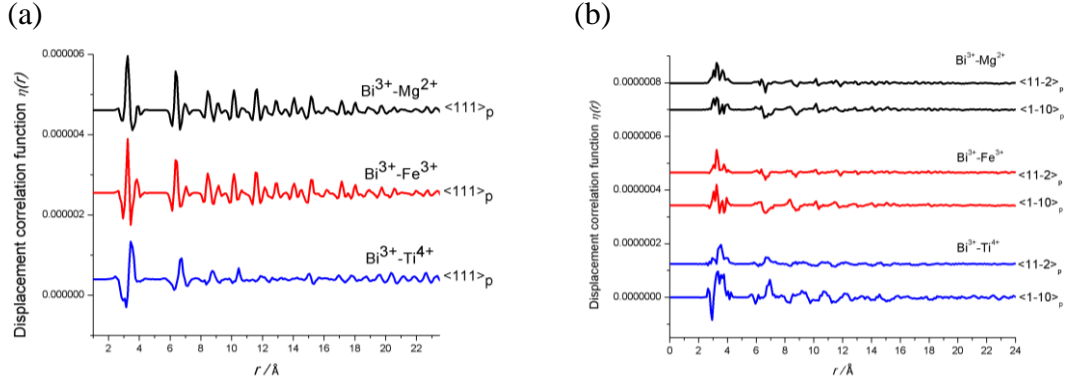 (a)
Displacement correlation function η(r)
0.000006
0.000004
0.000002
0.000000
Bi³⁺-Mg²⁺
<111>p
Bi³⁺-Fe³⁺
<111>p
Bi³⁺-Ti⁴⁺
<111>p
2 4 6 8 10 12 14 16 18 20 22
r / Å
(b)
Displacement correlation function η(r)
0.0000008
0.0000006
0.0000004
0.0000002
0.0000000
Bi³⁺-Mg²⁺
<11-2>p
<1-10>p
Bi³⁺-Fe³⁺
<11-2>p
<1-10>p
Bi³⁺-Ti⁴⁺
<11-2>p
<1-10>p
0 2 4 6 8 10 12 14 16 18 20 22 24
r / Å